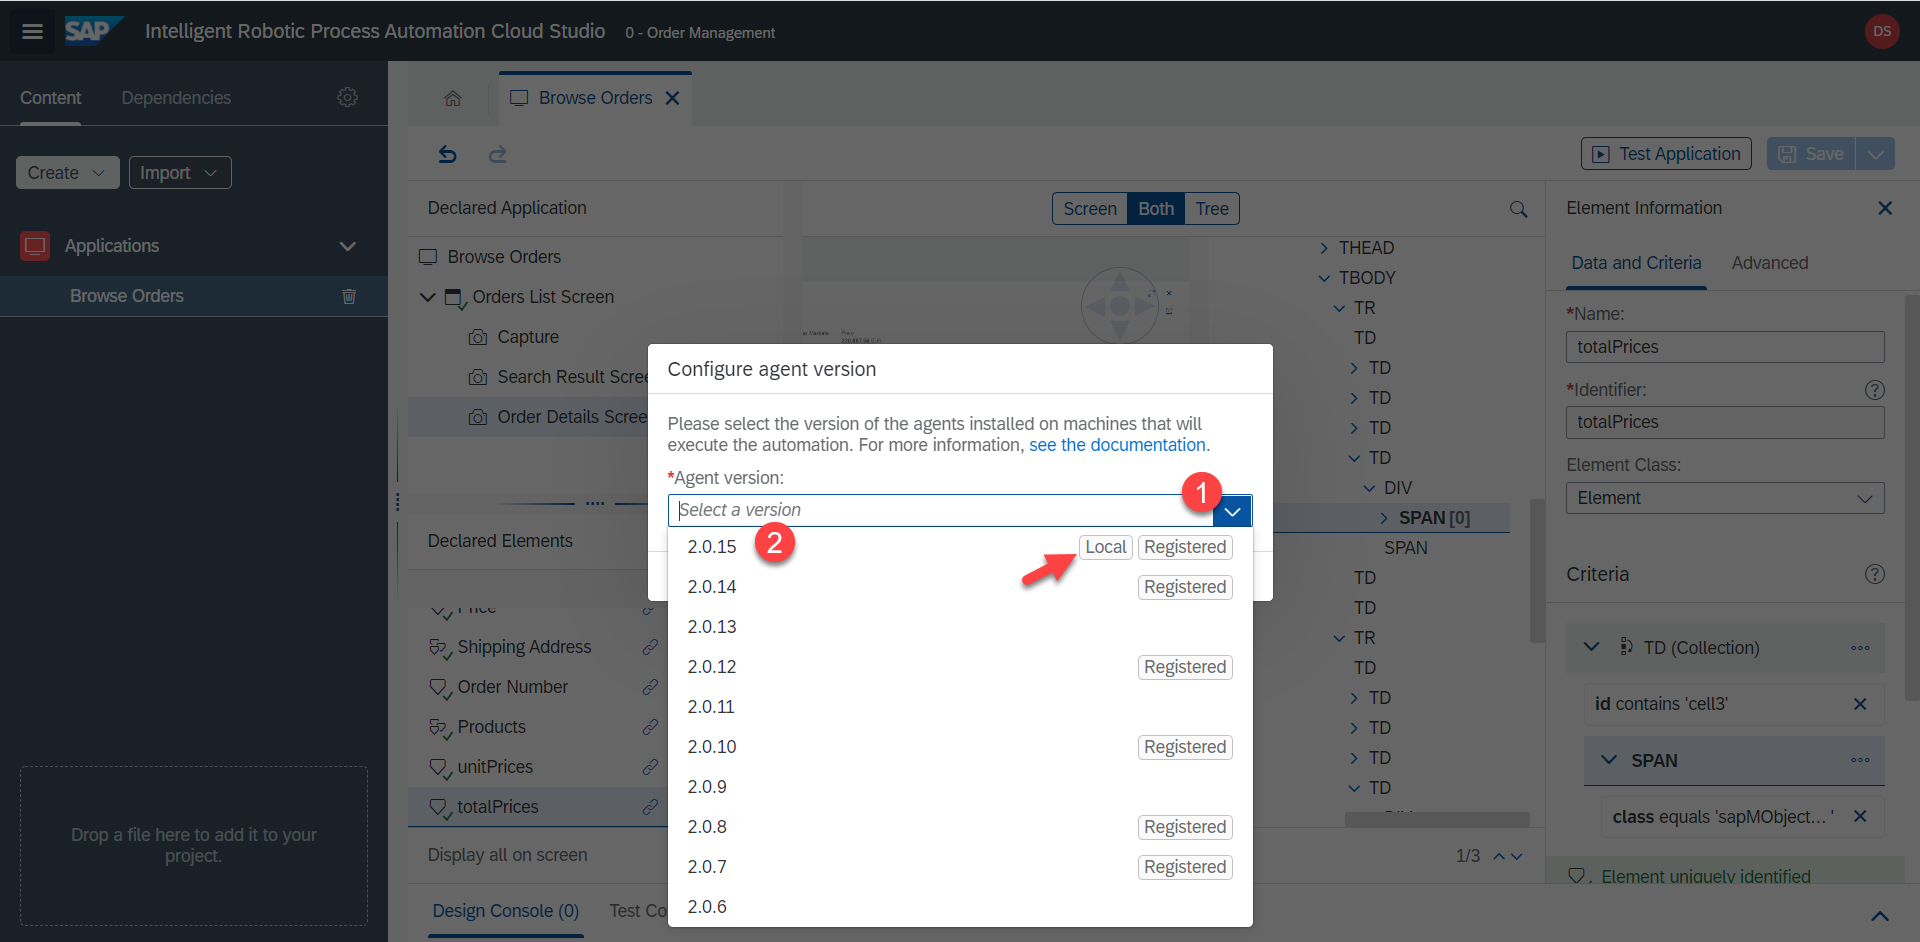 SAP Intelligent Robotic Process Automation Cloud Studio 0 - Order Management DS
Content Dependencies
Browse Orders
Create Import
Test Application Save
Applications
Browse Orders
Drop a file here to add it to your
project.
Declared Application
Screen Both Tree
Browse Orders
Orders List Screen
Capture
Search Result Scree
Order Details Scree
Declared Elements
Price
Shipping Address
Order Number
Products
unitPrices
totalPrices
Display all on screen
Design Console (0) Test Co
Configure agent version
Please select the version of the agents installed on machines that will
execute the automation. For more information, see the documentation.
*Agent version:
1
Select a version
2.0.15 2 Local Registered
2.0.14 Registered
2.0.13
2.0.12 Registered
2.0.11
2.0.10 Registered
2.0.9
2.0.8 Registered
2.0.7 Registered
2.0.6
THEAD
TBODY
TR
TD
TD
TD
TD
TD
DIV
SPAN [0]
SPAN
TD
TD
TR
TD
TD
TD
TD
TD
1/3
Element Information
Data and Criteria Advanced
*Name:
totalPrices
*Identifier:
totalPrices
Element Class:
Element
Criteria
TD (Collection)
id contains 'cell3'
SPAN
class equals 'sapMObject... '
Element uniquely identified